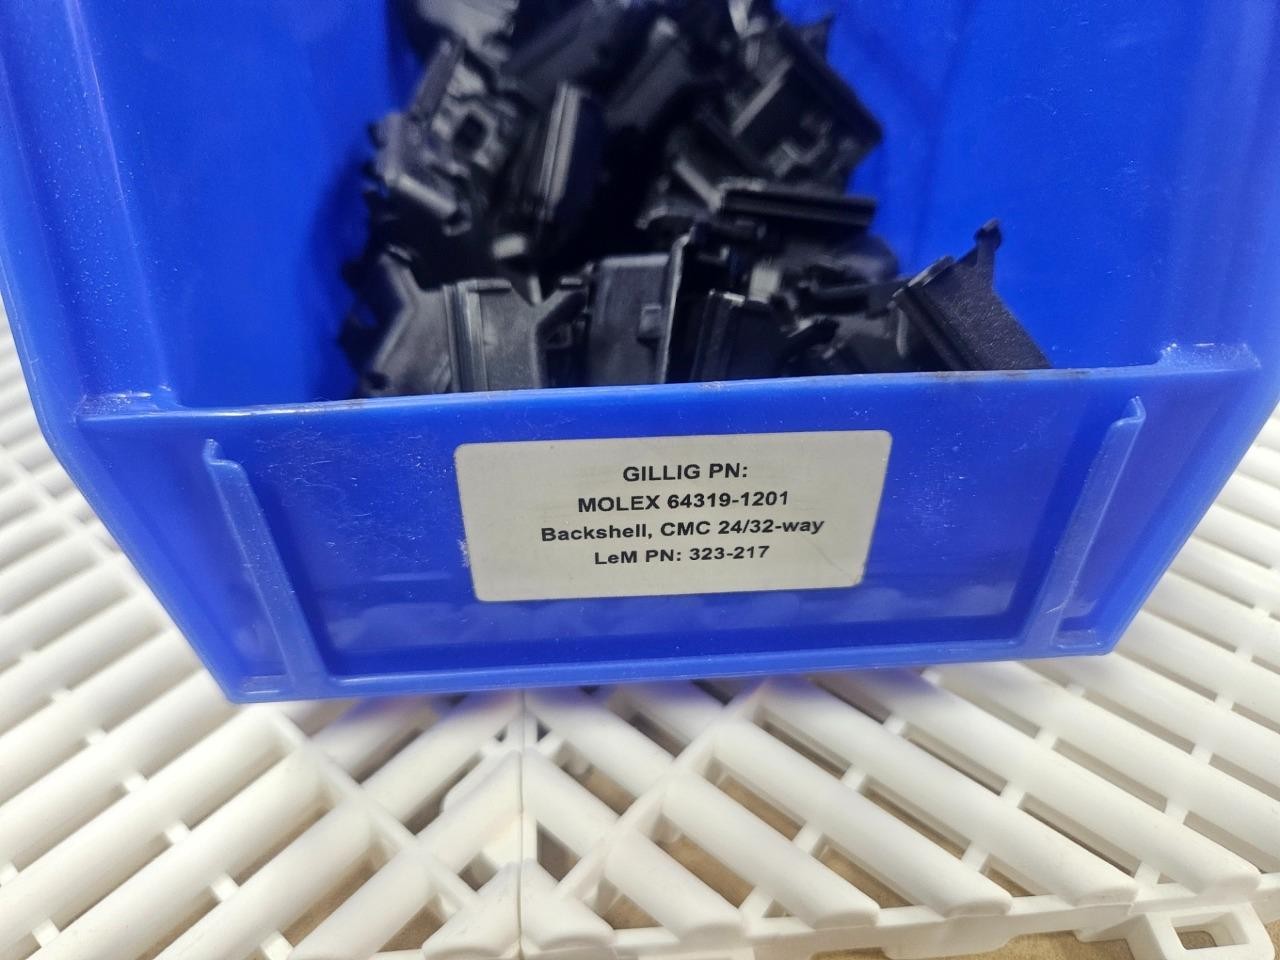 GILLIG PN:
MOLEX 64319-1201
Backshell, CMC 24/32-way
LeM PN: 323-217